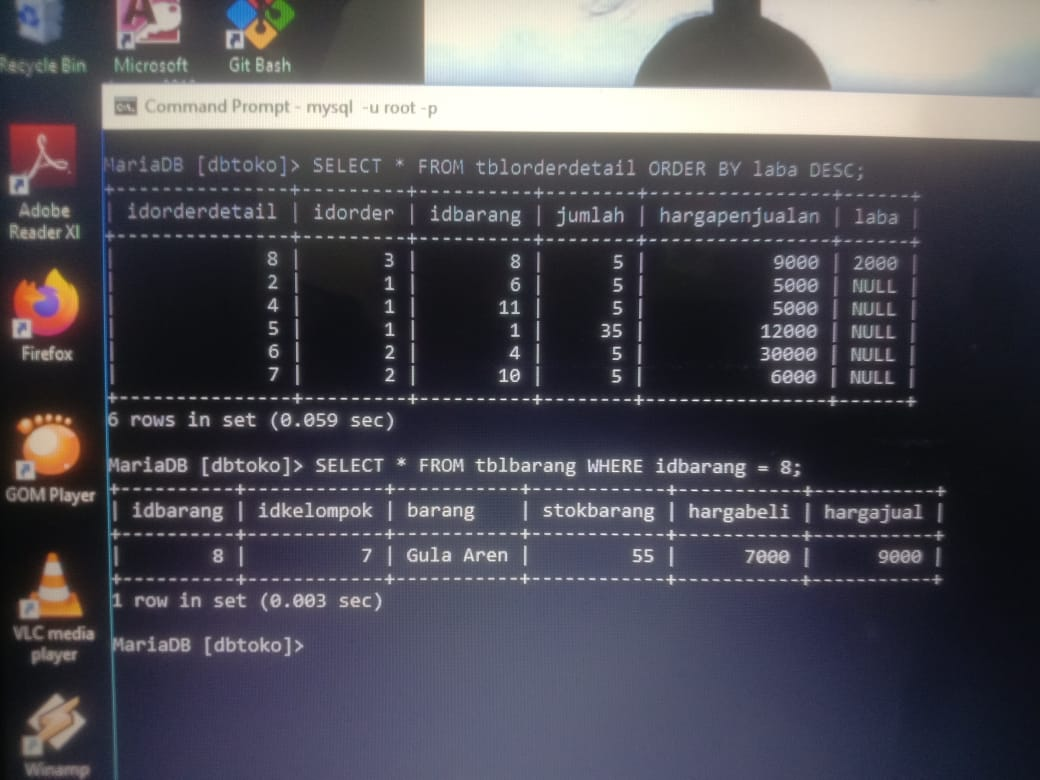 Recycle Bin
Microsoft
Git Bash
Command Prompt - mysql -u root -p
MariaDB [dbtoko]> SELECT * FROM tblorderdetail ORDER BY laba DESC;
| idorderdetail | idorder | idbarang | jumlah | hargapenjualan | laba |
| 8 | 3 | 8 | 5 | 9000 | 2000 |
| 2 | 1 | 6 | 5 | 5000 | NULL |
| 4 | 1 | 11 | 5 | 5000 | NULL |
| 5 | 1 | 1 | 35 | 12000 | NULL |
| 6 | 2 | 4 | 5 | 30000 | NULL |
| 7 | 2 | 10 | 5 | 6000 | NULL |
6 rows in set (0.059 sec)
MariaDB [dbtoko]> SELECT * FROM tblbarang WHERE idbarang = 8;
| idbarang | idkelompok | barang | stokbarang | hargabeli | hargajual |
| 8 | 7 | Gula Aren | 55 | 7000 | 9000 |
1 row in set (0.003 sec)
MariaDB [dbtoko]>
Adobe
Reader XI
Firefox
GOM Player
VLC media
player
Winamp